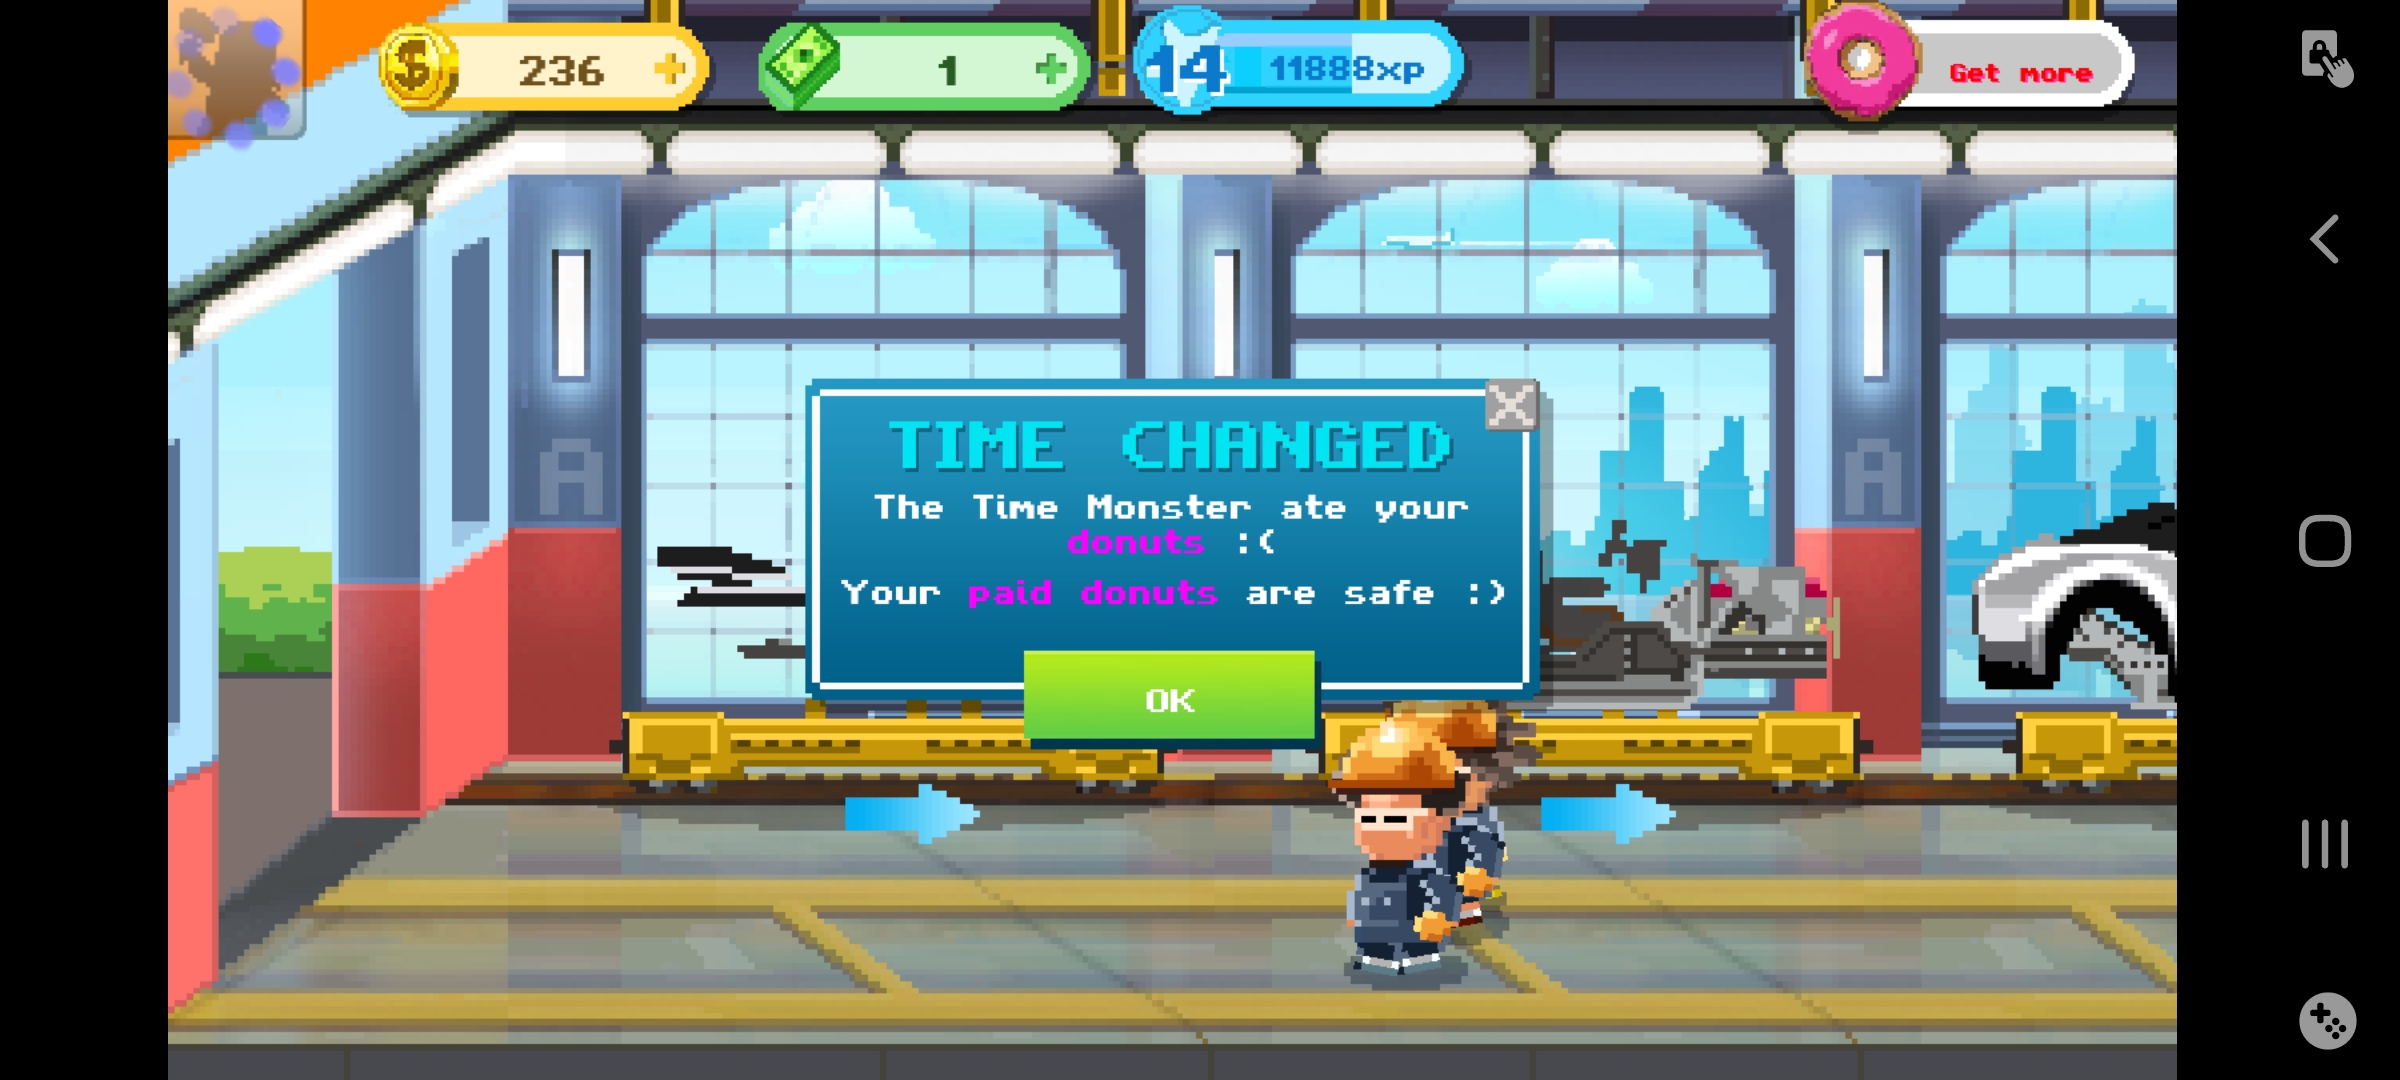 236
1
14
11888xp
Get more
A
A
TIME CHANGED
The Time Monster ate your
donuts :(
Your paid donuts are safe :)
OK